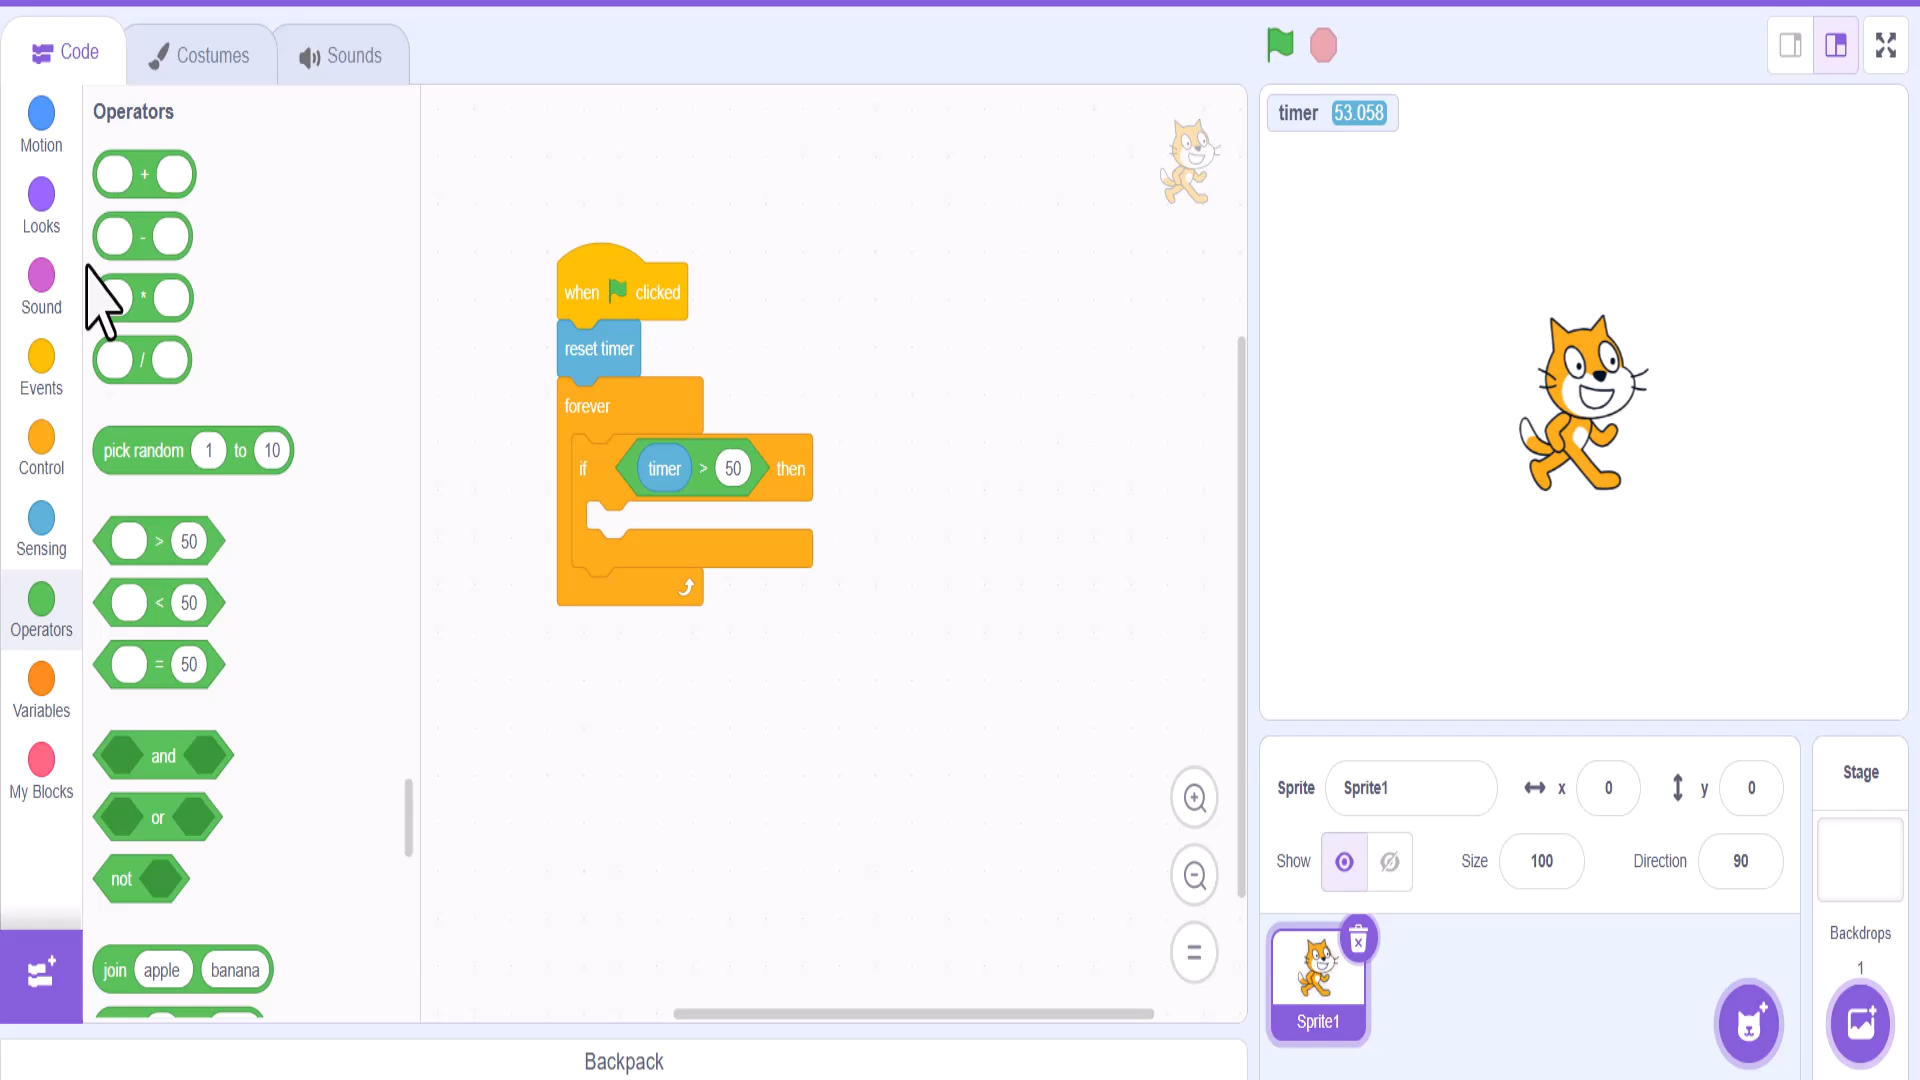 Code
Costumes
Sounds
Motion
Looks
Sound
Events
Control
Sensing
Operators
Variables
My Blocks
Operators
+
-
*
/
pick random 1 to 10
> 50
< 50
= 50
and
or
not
join apple banana
when clicked
reset timer
forever
if timer > 50 then
timer 53.058
Sprite Sprite1 x 0 y 0
Show Size 100 Direction 90
Sprite1
Stage
Backdrops
1
Backpack